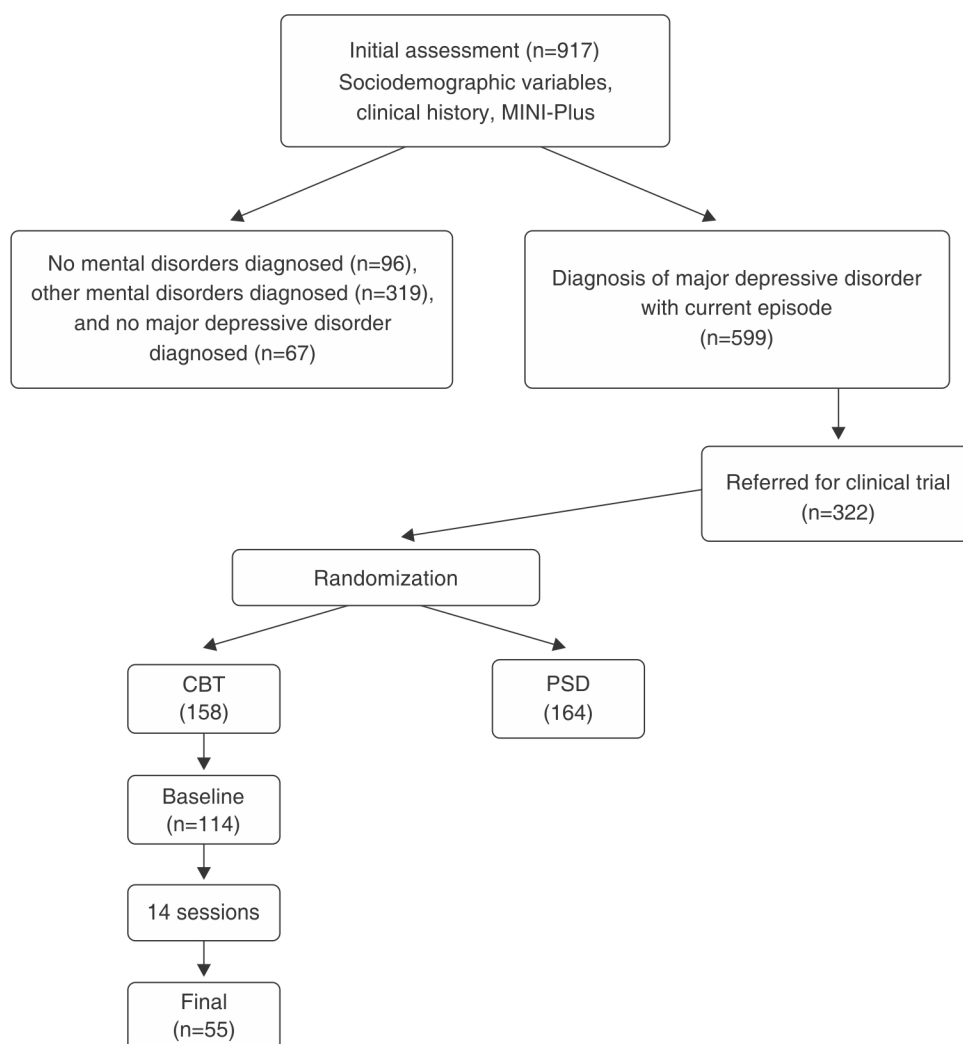 Initial assessment (n=917)
Sociodemographic variables,
clinical history, MINI-Plus
No mental disorders diagnosed (n=96),
other mental disorders diagnosed (n=319),
and no major depressive disorder
diagnosed (n=67)
Diagnosis of major depressive disorder
with current episode
(n=599)
Referred for clinical trial
(n=322)
Randomization
CBT
(158)
PSD
(164)
Baseline
(n=114)
14 sessions
Final
(n=55)